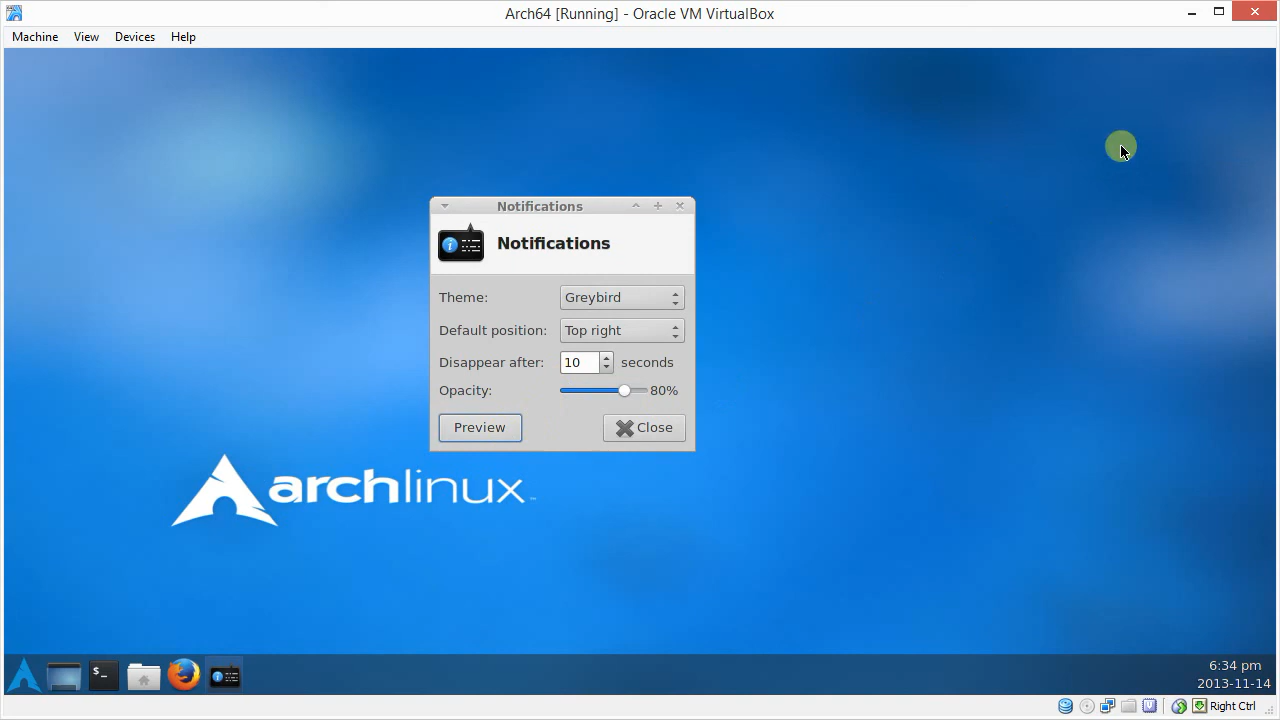 Arch64 [Running] - Oracle VM VirtualBox
Machine View Devices Help
Notifications
Notifications
Theme: Greybird
Default position: Top right
Disappear after: 10 seconds
Opacity: 80%
Preview Close
archlinux™
6:34 pm
2013-11-14
Right Ctrl